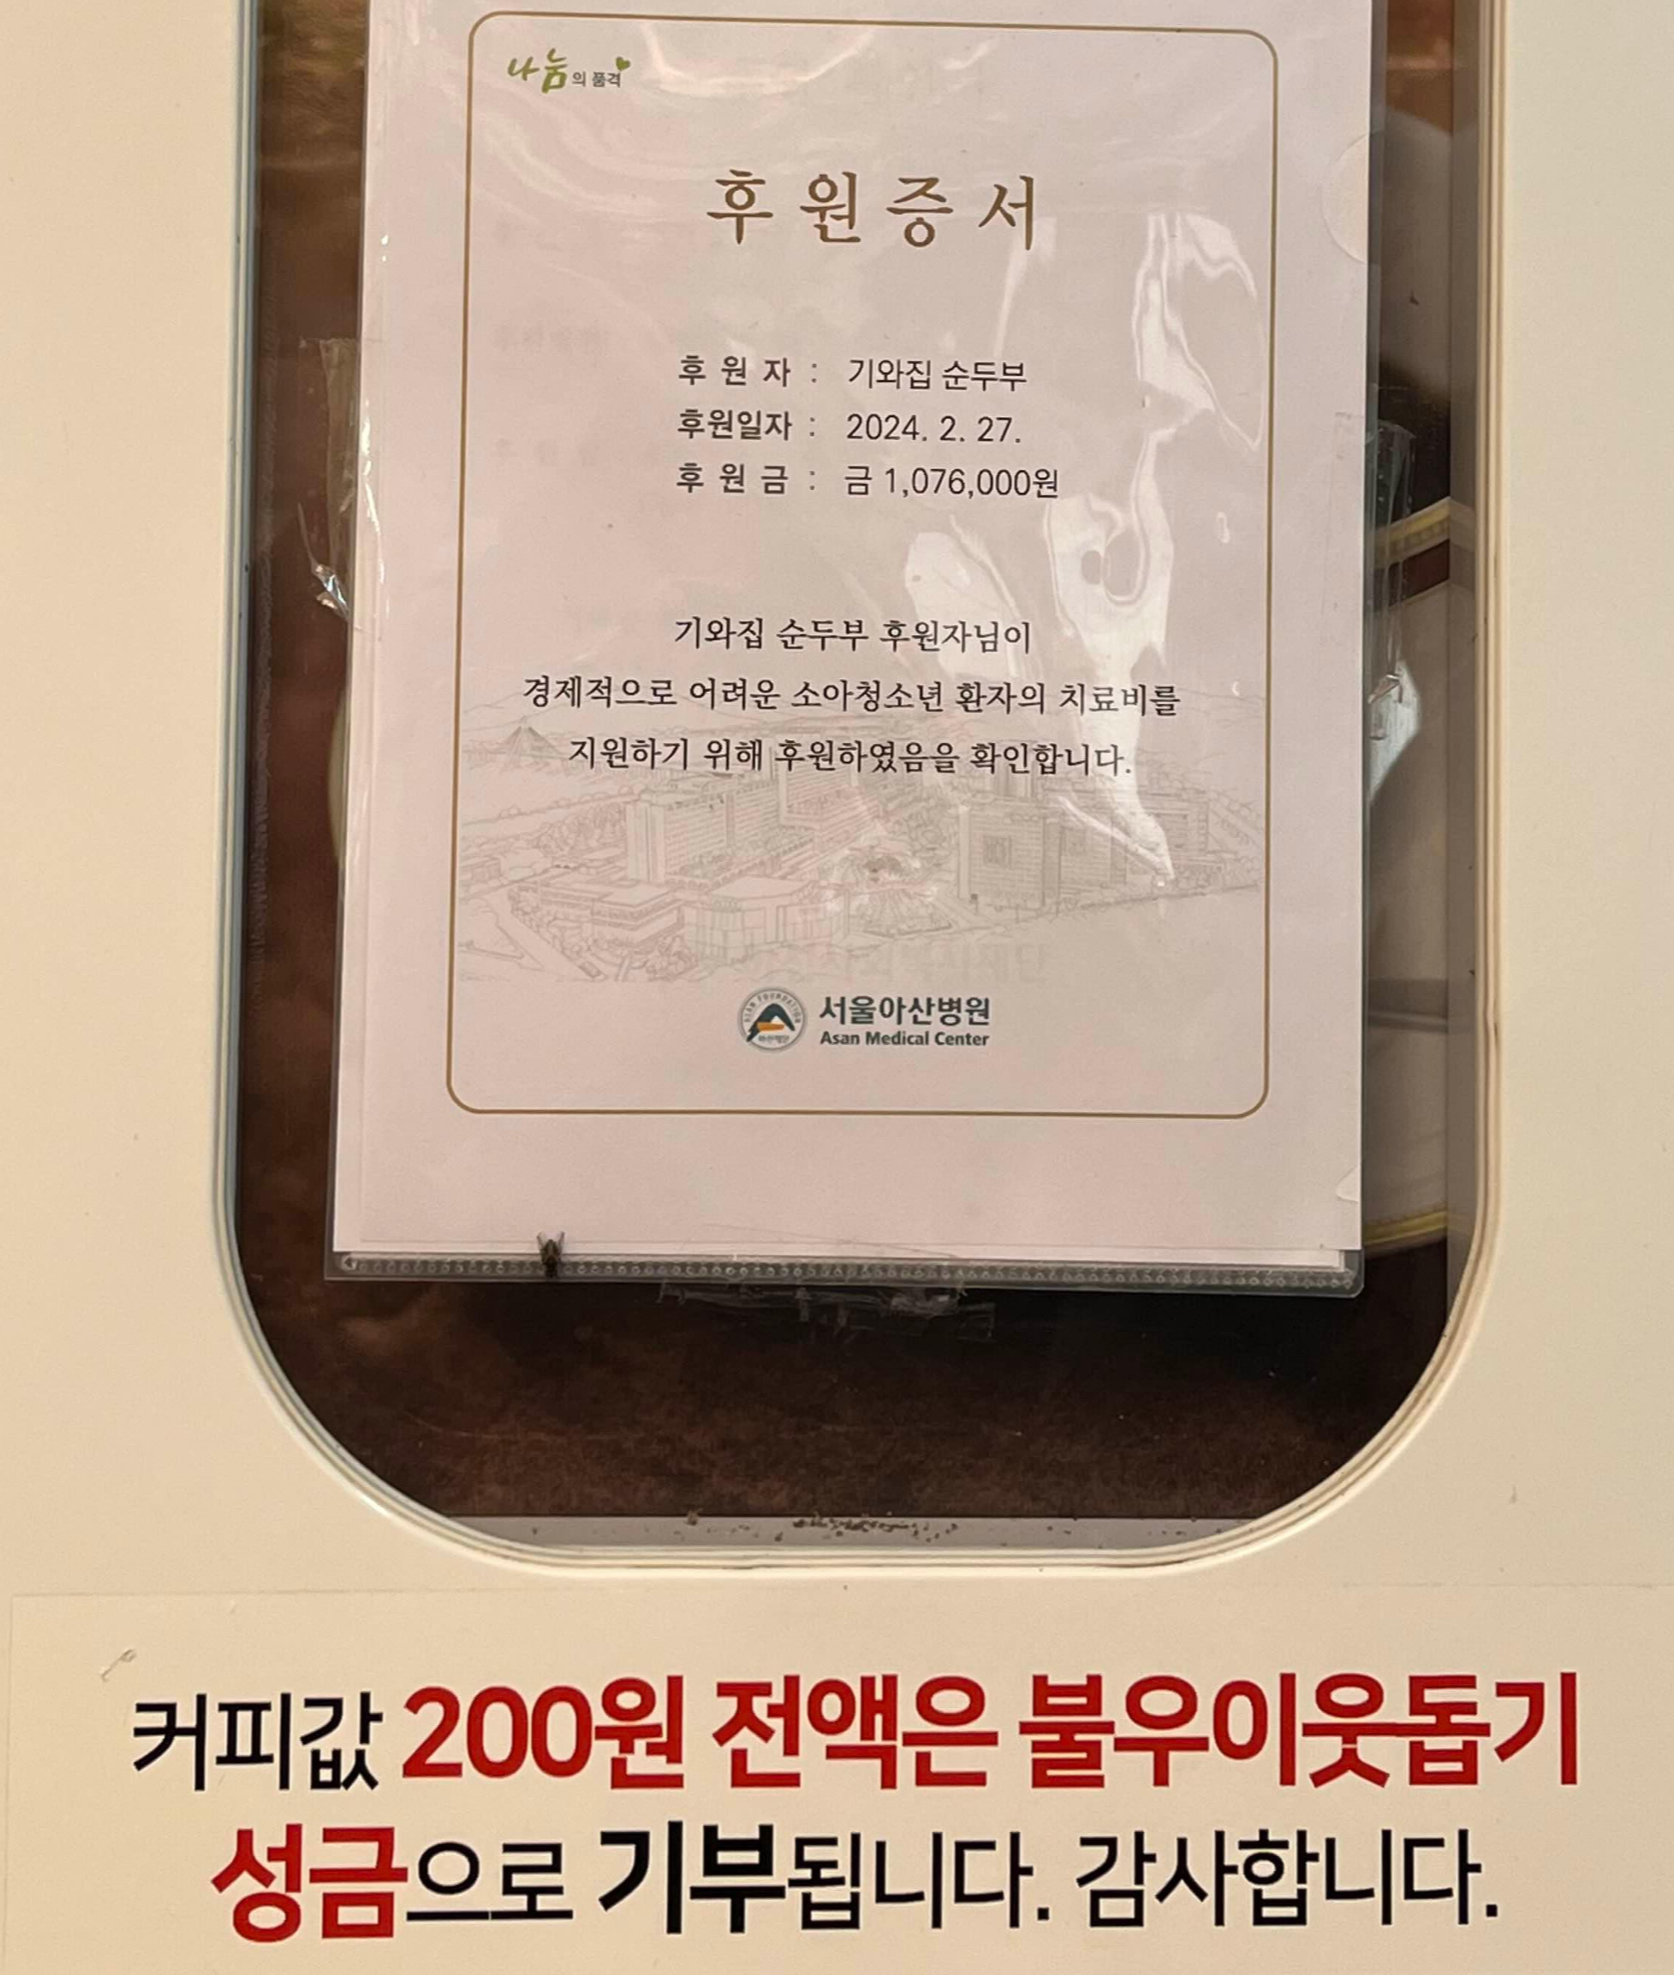 나눔의 품격
후원증서
후원자 : 기와집 순두부
후원일자 : 2024. 2. 27.
후원금 : 금 1,076,000원
기와집 순두부 후원자님이
경제적으로 어려운 소아청소년 환자의 치료비를
지원하기 위해 후원하였음을 확인합니다.
서울아산병원
Asan Medical Center
커피값 200원 전액은 불우이웃돕기
성금으로 기부됩니다. 감사합니다.